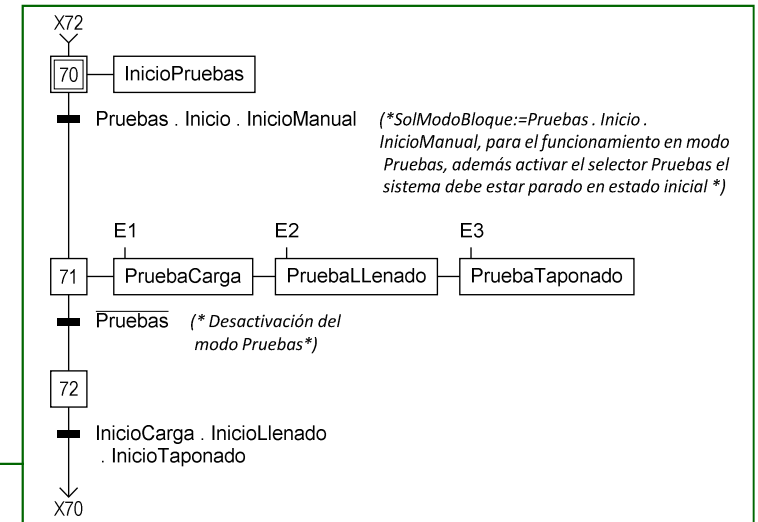 X72
70
InicioPruebas
Pruebas . Inicio . InicioManual
(*SolModoBloque:=Pruebas . Inicio .
InicioManual, para el funcionamiento en modo
Pruebas, además activar el selector Pruebas el
sistema debe estar parado en estado inicial *)
E1
E2
E3
71
PruebaCarga
PruebaLLenado
PruebaTaponado
Pruebas
(* Desactivación del
modo Pruebas*)
72
InicioCarga . InicioLlenado
. InicioTaponado
X70